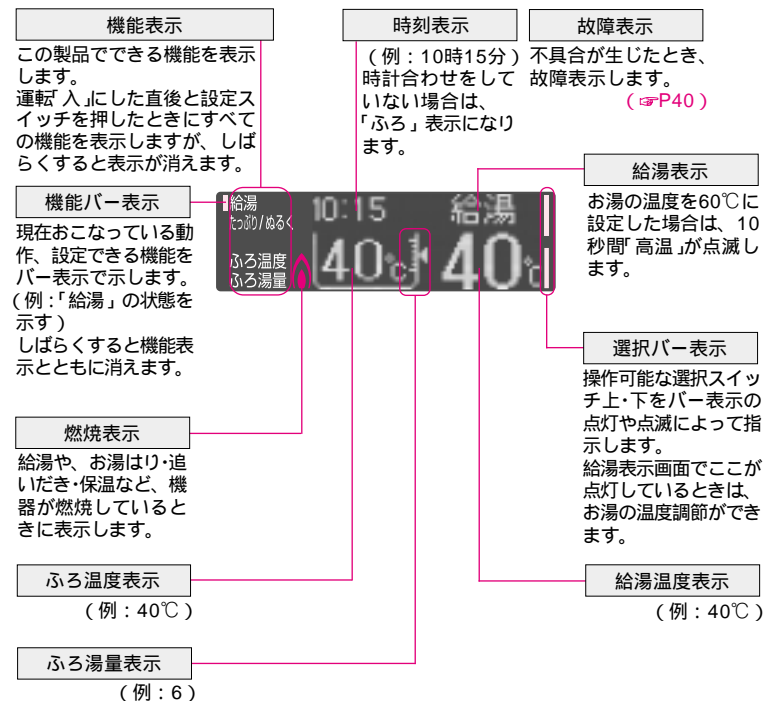 機能表示
この製品でできる機能を表示
します。
運転「入」にした直後と設定ス
イッチを押したときにすべて
の機能を表示しますが、しば
らくすると表示が消えます。
時刻表示
(例:10時15分)
時計合わせをして
いない場合は、
「ふろ」表示になり
ます。
故障表示
不具合が生じたとき、
故障表示します。
(☞P40)
機能バー表示
現在おこなっている動
作、設定できる機能を
バー表示で示します。
(例:「給湯」の状態を
示す)
しばらくすると機能表
示とともに消えます。
給湯
たっぷり/ぬるく
ふろ温度
ふろ湯量
10:15
40℃
給湯
40℃
給湯表示
お湯の温度を60℃に
設定した場合は、10
秒間「高温」が点滅し
ます。
選択バー表示
操作可能な選択スイッ
チ上・下をバー表示の
点灯や点滅によって指
示します。
給湯表示画面でここが
点灯しているときは、
お湯の温度調節ができ
ます。
燃焼表示
給湯や、お湯はり・追
いだき・保温など、機
器が燃焼していると
きに表示します。
ふろ温度表示
(例:40℃)
給湯温度表示
(例:40℃)
ふろ湯量表示
(例:6)